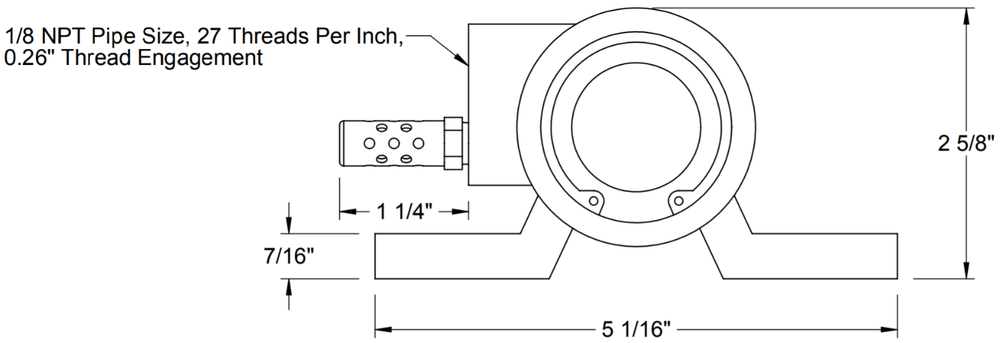 1/8 NPT Pipe Size, 27 Threads Per Inch,
0.26" Thread Engagement
2 5/8"
1 1/4"
7/16"
5 1/16"